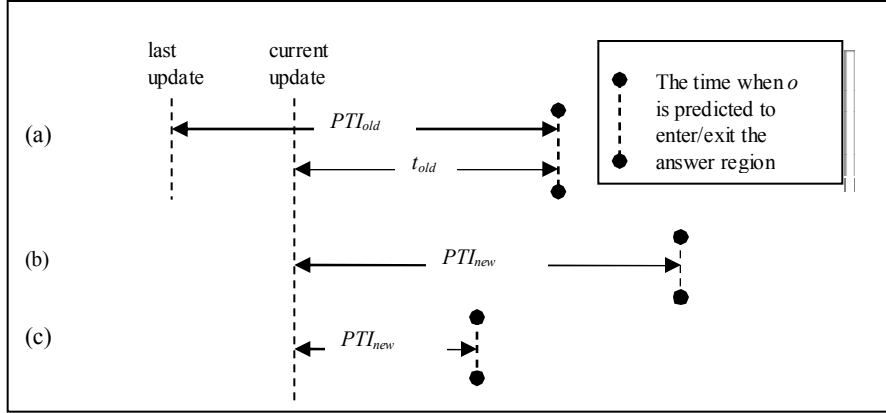 last
update
current
update
The time when o
is predicted to
enter/exit the
answer region
(a)
PTIold
told
(b)
PTInew
(c)
PTInew